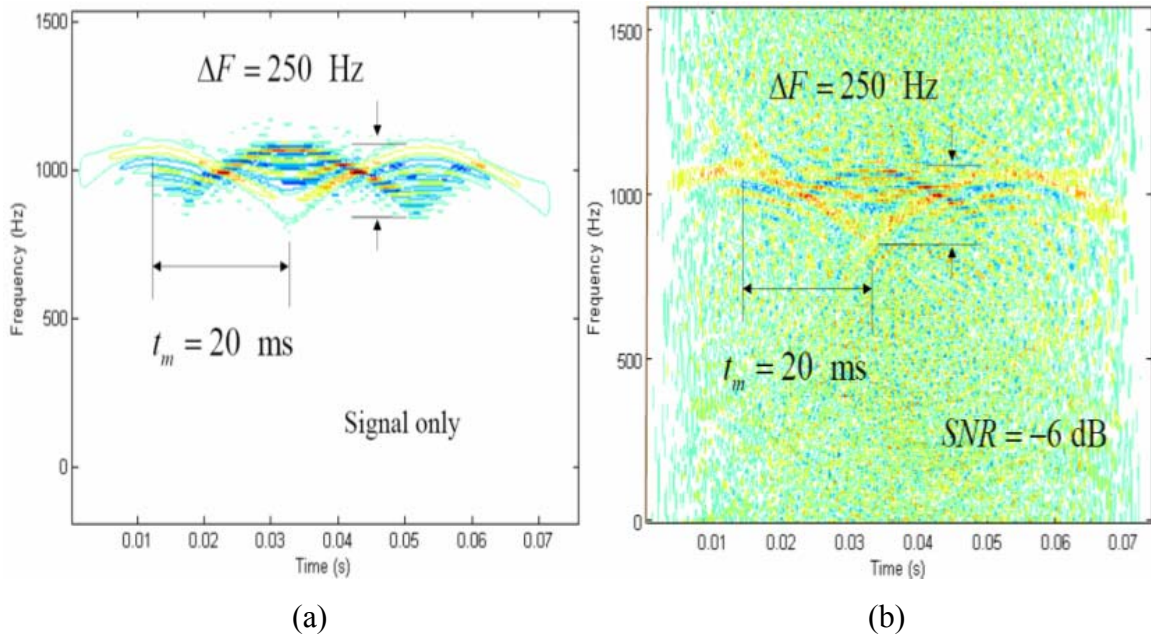 1500
ΔF = 250 Hz
1000
Frequency (Hz)
500
t_m = 20 ms
Signal only
0
0.01 0.02 0.03 0.04 0.05 0.06 0.07
Time (s)
(a)
1500
ΔF = 250 Hz
1000
Frequency (Hz)
500
t_m = 20 ms
SNR = −6 dB
0
0.01 0.02 0.03 0.04 0.05 0.06 0.07
Time (s)
(b)